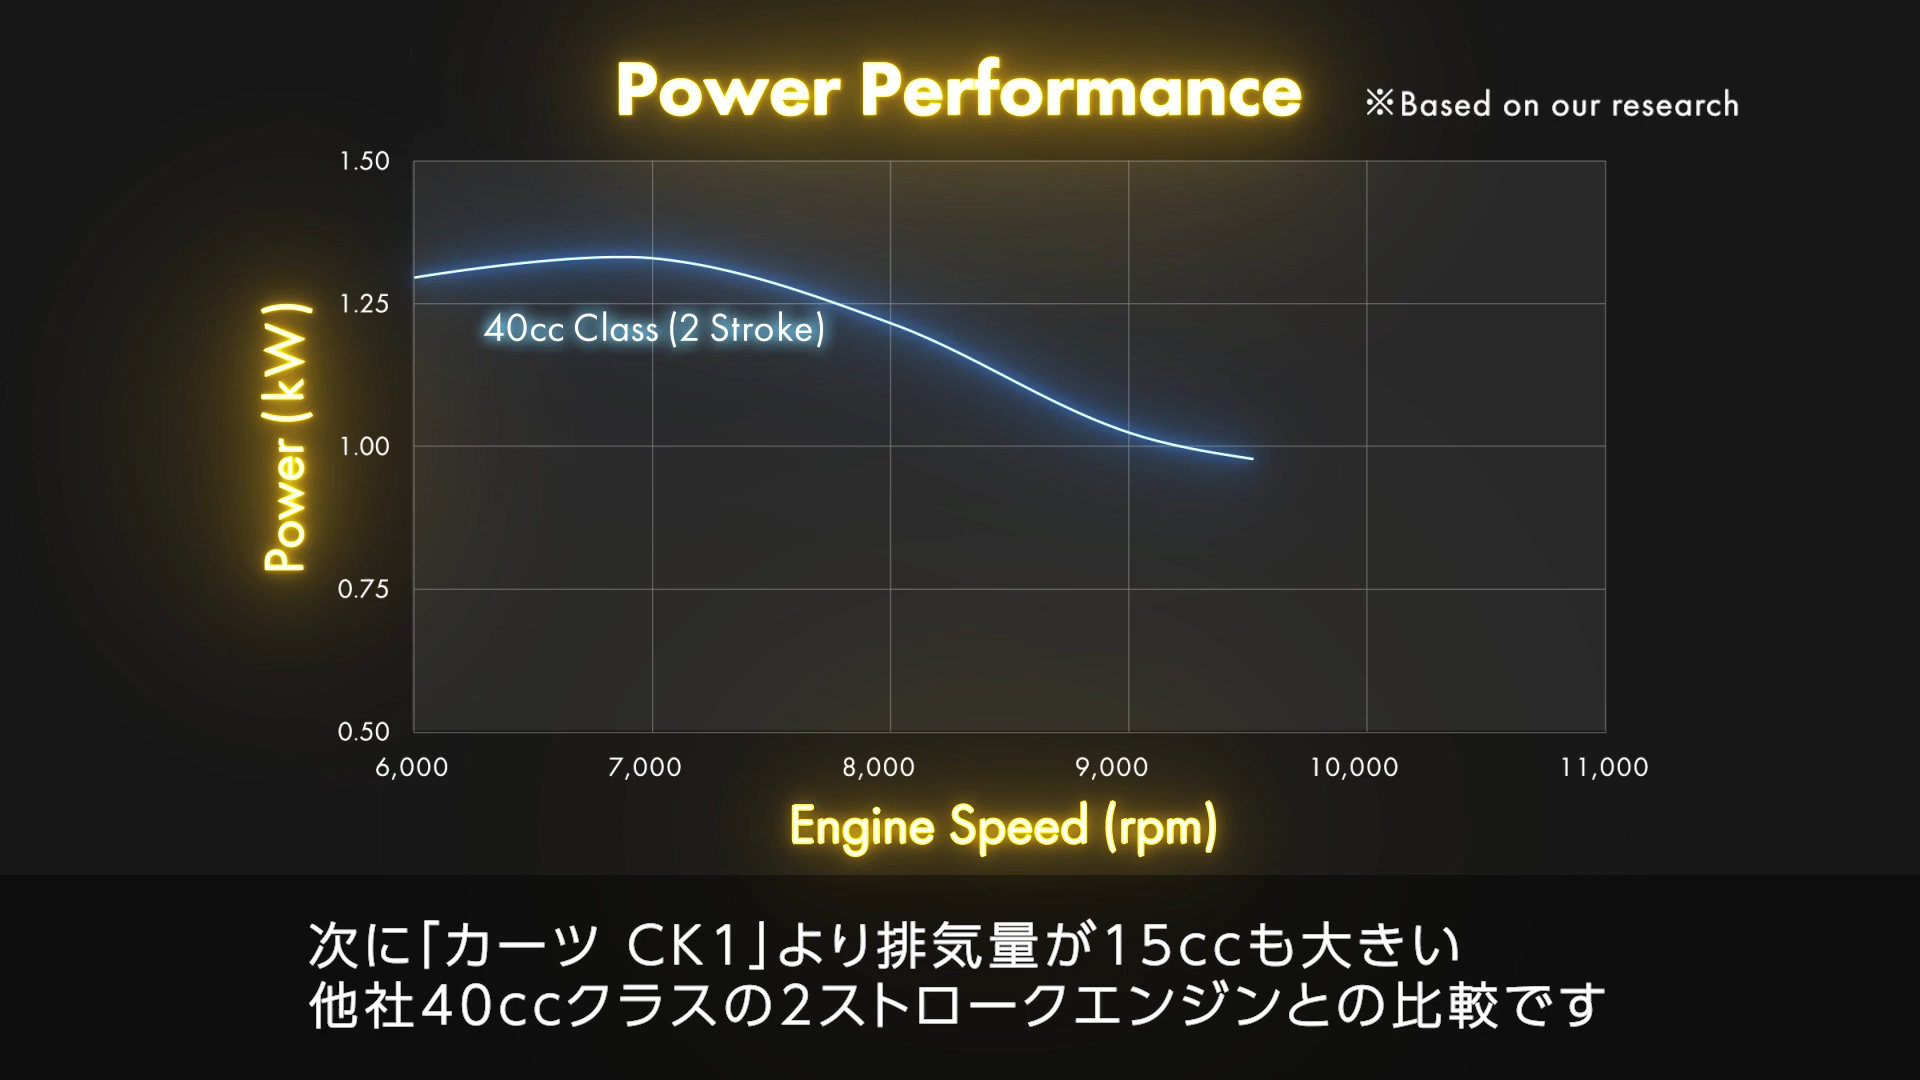 Power Performance
※Based on our research
1.50
1.25
1.00
0.75
0.50
Power (kW)
40cc Class (2 Stroke)
6,000 7,000 8,000 9,000 10,000 11,000
Engine Speed (rpm)
次に「カーツ CK1」より排気量が15ccも大きい
他社40ccクラスの2ストロークエンジンとの比較です